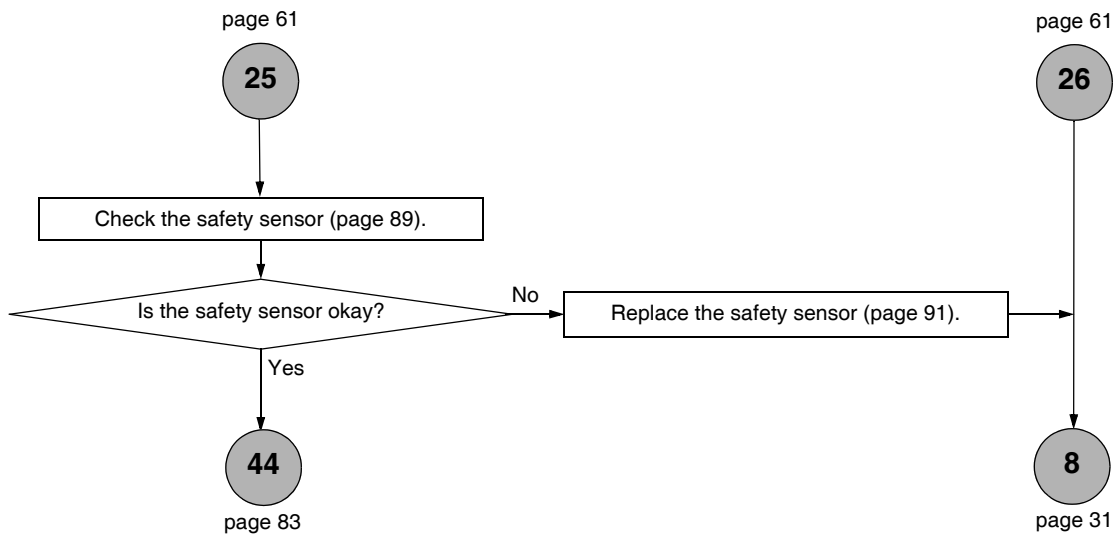 page 61
page 61
25
26
Check the safety sensor (page 89).
Is the safety sensor okay?
No
Replace the safety sensor (page 91).
Yes
44
8
page 83
page 31